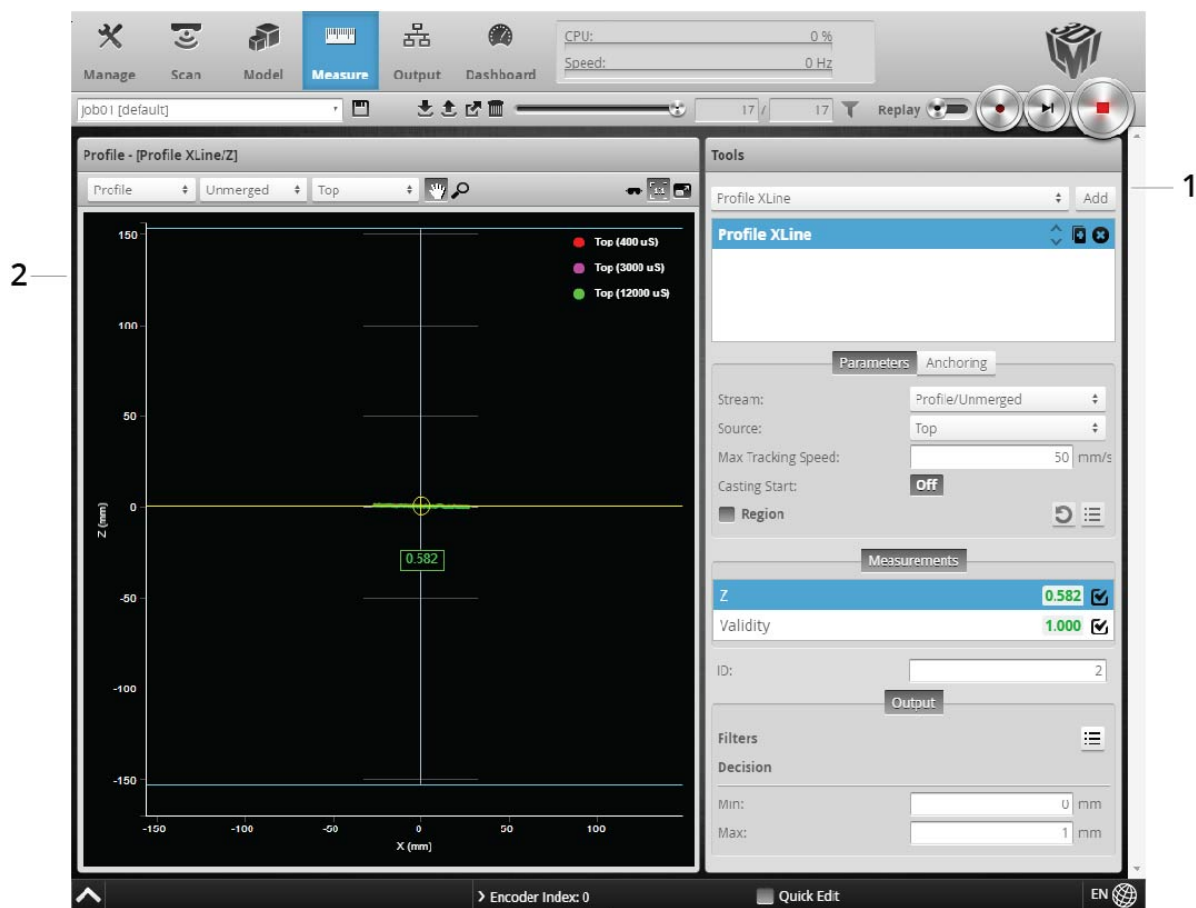 Manage Scan Model Measure Output Dashboard
CPU: 0 %
Speed: 0 Hz
3D
M
job01 [default]
17 / 17
Replay
Profile - [Profile XLine/Z]
Profile Unmerged Top
1:1
150
100
50
0
-50
-100
-150
Z (mm)
Top (400 uS)
Top (3000 uS)
Top (12000 uS)
0.582
-150 -100 -50 0 50 100
X (mm)
2
Tools
Profile XLine Add
1
Profile XLine
Parameters Anchoring
Stream: Profile/Unmerged
Source: Top
Max Tracking Speed: 50 mm/s
Casting Start: Off
Region
Measurements
Z 0.582
Validity 1.000
ID: 2
Output
Filters
Decision
Min: 0 mm
Max: 1 mm
> Encoder Index: 0
Quick Edit
EN